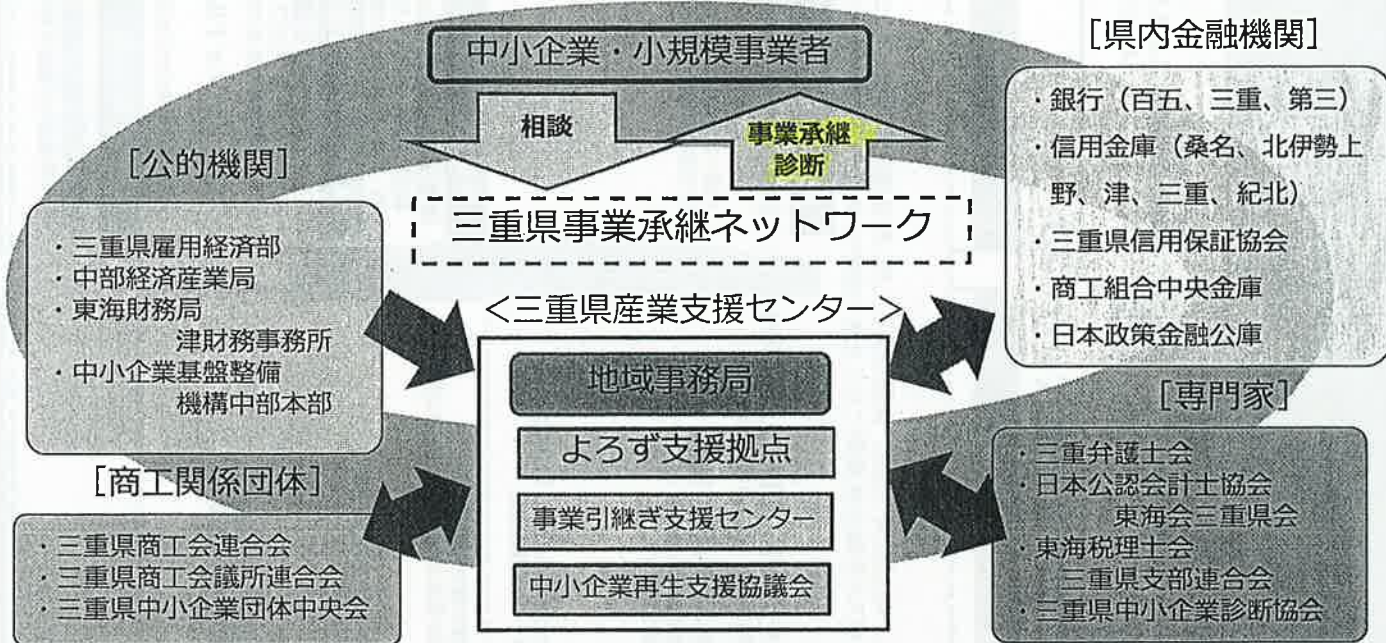 中小企業・小規模事業者
相談
事業承継
診断
三重県事業承継ネットワーク
[公的機関]
・三重県雇用経済部
・中部経済産業局
・東海財務局
津財務事務所
・中小企業基盤整備
機構中部本部
[商工関係団体]
・三重県商工会連合会
・三重県商工会議所連合会
・三重県中小企業団体中央会
<三重県産業支援センター>
地域事務局
よろず支援拠点
事業引継ぎ支援センター
中小企業再生支援協議会
[県内金融機関]
・銀行（百五、三重、第三）
・信用金庫（桑名、北伊勢上
野、津、三重、紀北）
・三重県信用保証協会
・商工組合中央金庫
・日本政策金融公庫
[専門家]
・三重弁護士会
・日本公認会計士協会
東海会三重県会
・東海税理士会
三重県支部連合会
・三重県中小企業診断協会